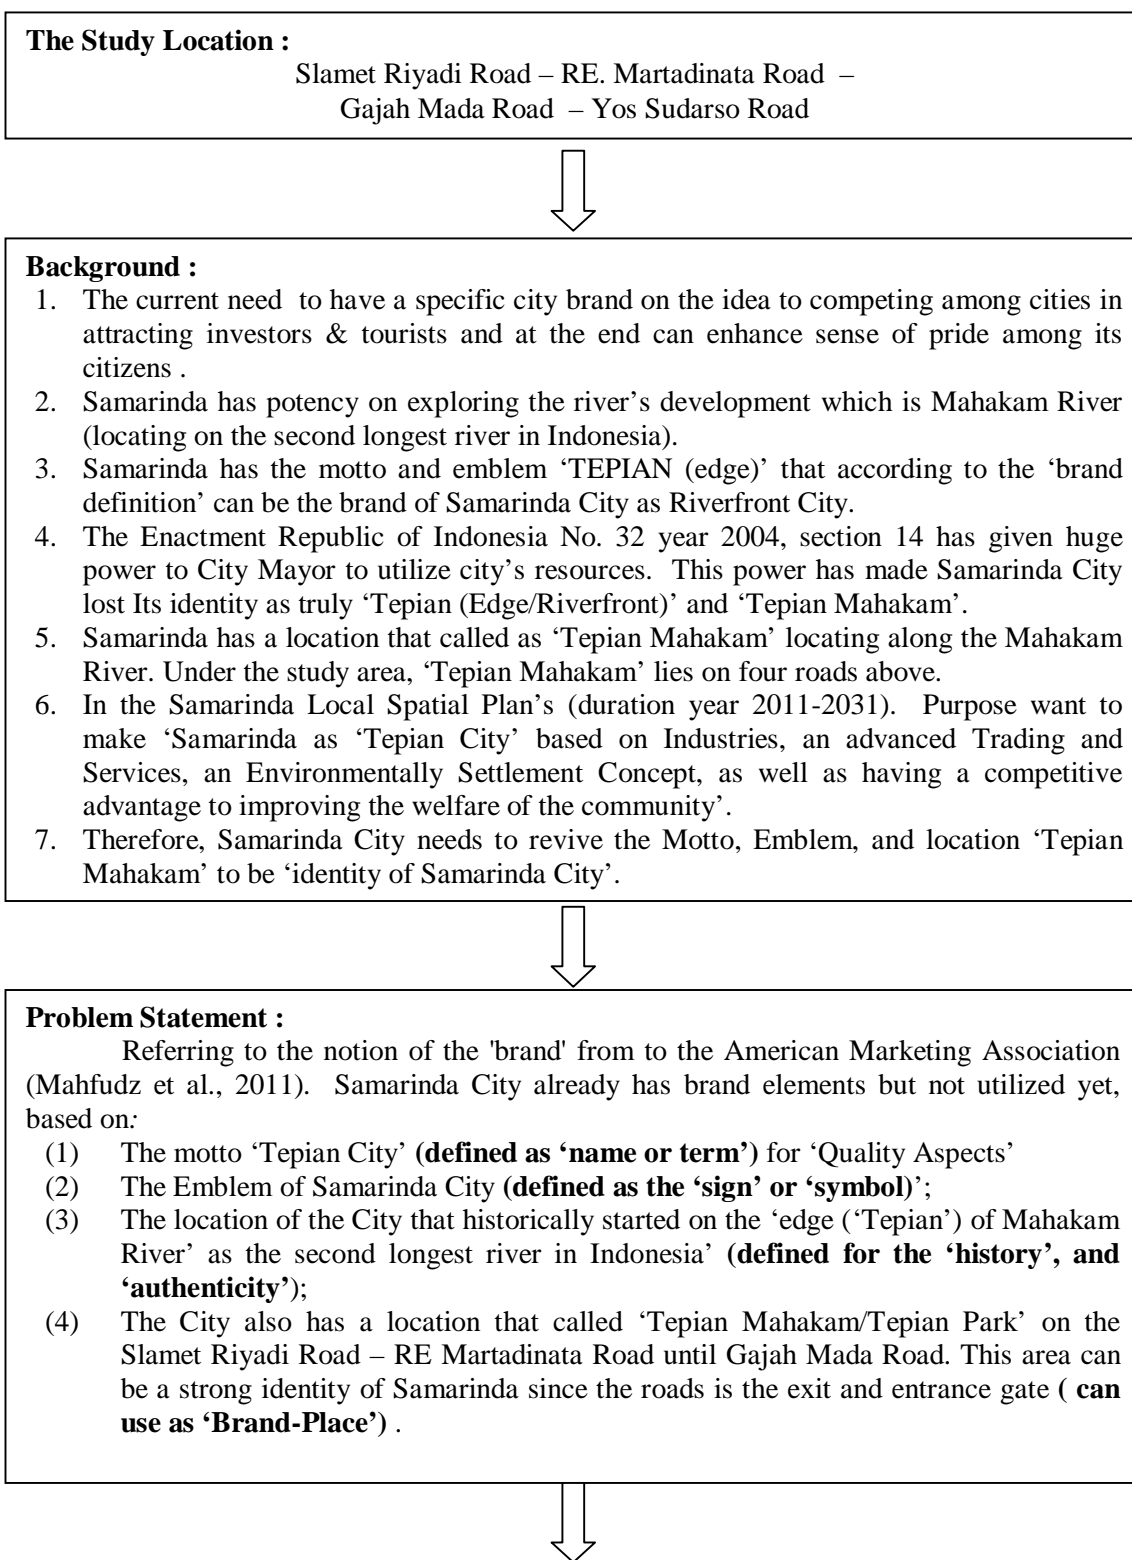 The Study Location :
Slamet Riyadi Road – RE. Martadinata Road –
Gajah Mada Road – Yos Sudarso Road
Background :
1. The current need to have a specific city brand on the idea to competing among cities in
attracting investors & tourists and at the end can enhance sense of pride among its
citizens .
2. Samarinda has potency on exploring the river’s development which is Mahakam River
(locating on the second longest river in Indonesia).
3. Samarinda has the motto and emblem ‘TEPIAN (edge)’ that according to the ‘brand
definition’ can be the brand of Samarinda City as Riverfront City.
4. The Enactment Republic of Indonesia No. 32 year 2004, section 14 has given huge
power to City Mayor to utilize city’s resources. This power has made Samarinda City
lost Its identity as truly ‘Tepian (Edge/Riverfront)’ and ‘Tepian Mahakam’.
5. Samarinda has a location that called as ‘Tepian Mahakam’ locating along the Mahakam
River. Under the study area, ‘Tepian Mahakam’ lies on four roads above.
6. In the Samarinda Local Spatial Plan’s (duration year 2011-2031). Purpose want to
make ‘Samarinda as ‘Tepian City’ based on Industries, an advanced Trading and
Services, an Environmentally Settlement Concept, as well as having a competitive
advantage to improving the welfare of the community’.
7. Therefore, Samarinda City needs to revive the Motto, Emblem, and location ‘Tepian
Mahakam’ to be ‘identity of Samarinda City’.
Problem Statement :
Referring to the notion of the 'brand' from to the American Marketing Association
(Mahfudz et al., 2011). Samarinda City already has brand elements but not utilized yet,
based on:
(1) The motto ‘Tepian City’ (defined as ‘name or term’) for ‘Quality Aspects’
(2) The Emblem of Samarinda City (defined as the ‘sign’ or ‘symbol)’;
(3) The location of the City that historically started on the ‘edge (‘Tepian’) of Mahakam
River’ as the second longest river in Indonesia’ (defined for the ‘history’, and
‘authenticity’);
(4) The City also has a location that called ‘Tepian Mahakam/Tepian Park’ on the
Slamet Riyadi Road – RE Martadinata Road until Gajah Mada Road. This area can
be a strong identity of Samarinda since the roads is the exit and entrance gate ( can
use as ‘Brand-Place’) .